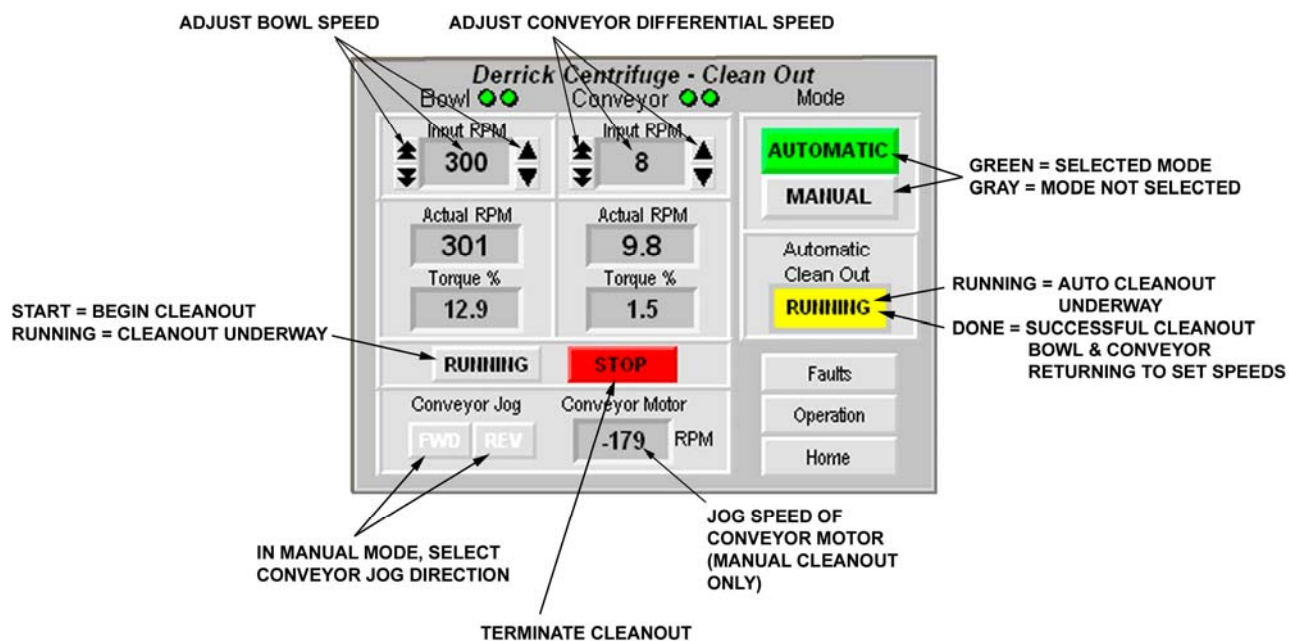 ADJUST BOWL SPEED
ADJUST CONVEYOR DIFFERENTIAL SPEED
Derrick Centrifuge - Clean Out
Bowl
Conveyor
Mode
Input RPM
300
Input RPM
8
AUTOMATIC
MANUAL
GREEN = SELECTED MODE
GRAY = MODE NOT SELECTED
Actual RPM
301
Actual RPM
9.8
Torque %
12.9
Torque %
1.5
Automatic
Clean Out
RUNNING
RUNNING = AUTO CLEANOUT
UNDERWAY
DONE = SUCCESSFUL CLEANOUT
BOWL & CONVEYOR
RETURNING TO SET SPEEDS
START = BEGIN CLEANOUT
RUNNING = CLEANOUT UNDERWAY
RUNNING
STOP
Faults
Operation
Home
Conveyor Jog
FWD
REV
Conveyor Motor
-179
RPM
IN MANUAL MODE, SELECT
CONVEYOR JOG DIRECTION
JOG SPEED OF
CONVEYOR MOTOR
(MANUAL CLEANOUT
ONLY)
TERMINATE CLEANOUT